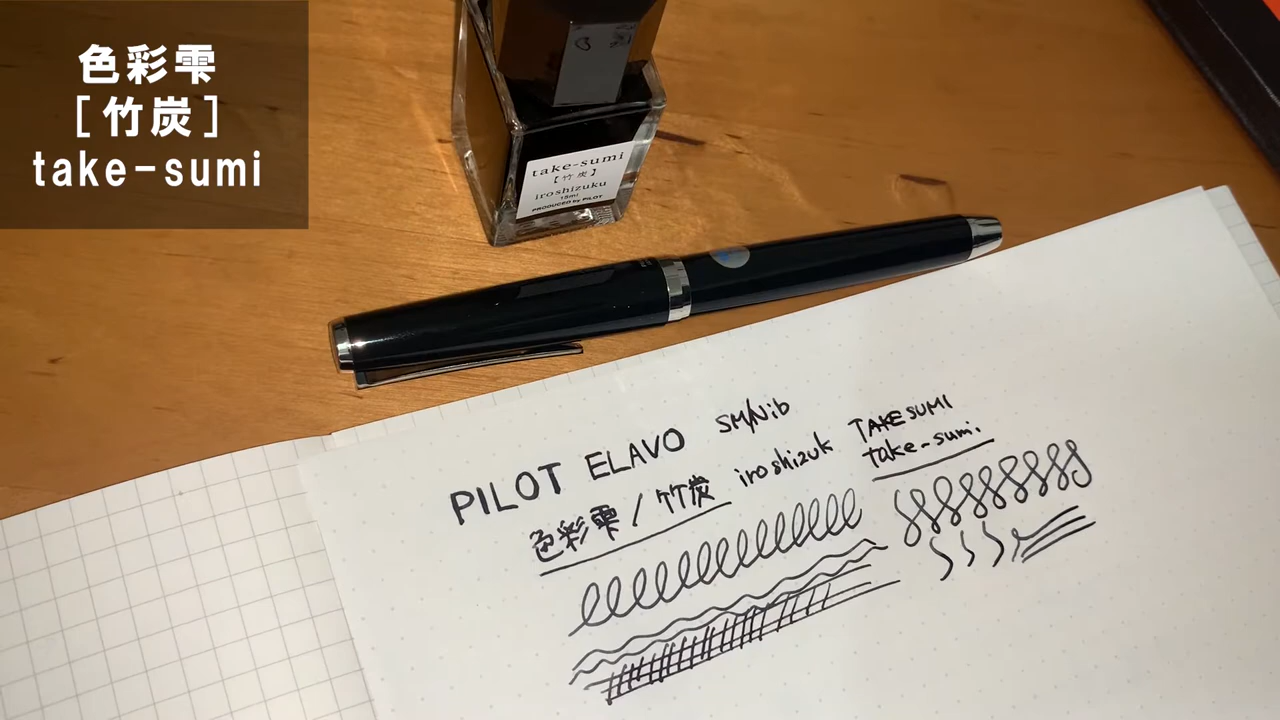 色彩雫
[竹炭]
take-sumi
take-sumi
[竹炭]
iroshizuku
15ml
PRODUCED by PILOT
PILOT ELAVO SM/Nib
色彩雫/竹炭 iroshizuk TAKESUMI
take-sumi